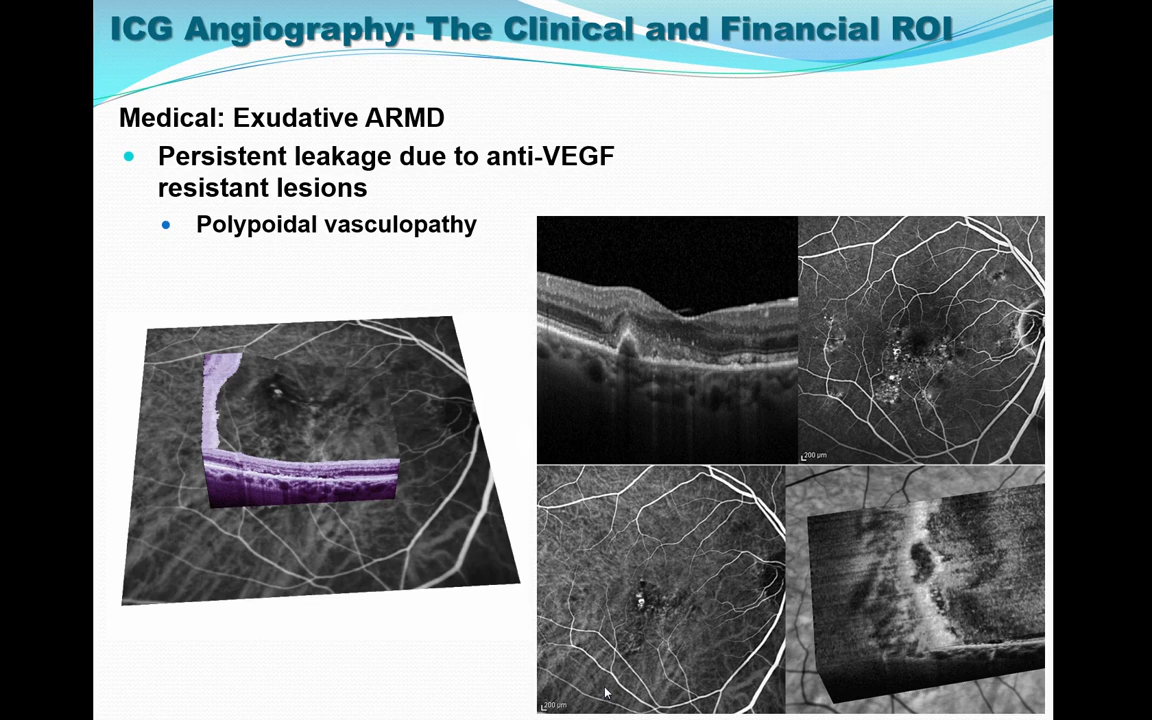 ICG Angiography: The Clinical and Financial ROI
Medical: Exudative ARMD
Persistent leakage due to anti-VEGF
resistant lesions
Polypoidal vasculopathy
200 µm
200 µm